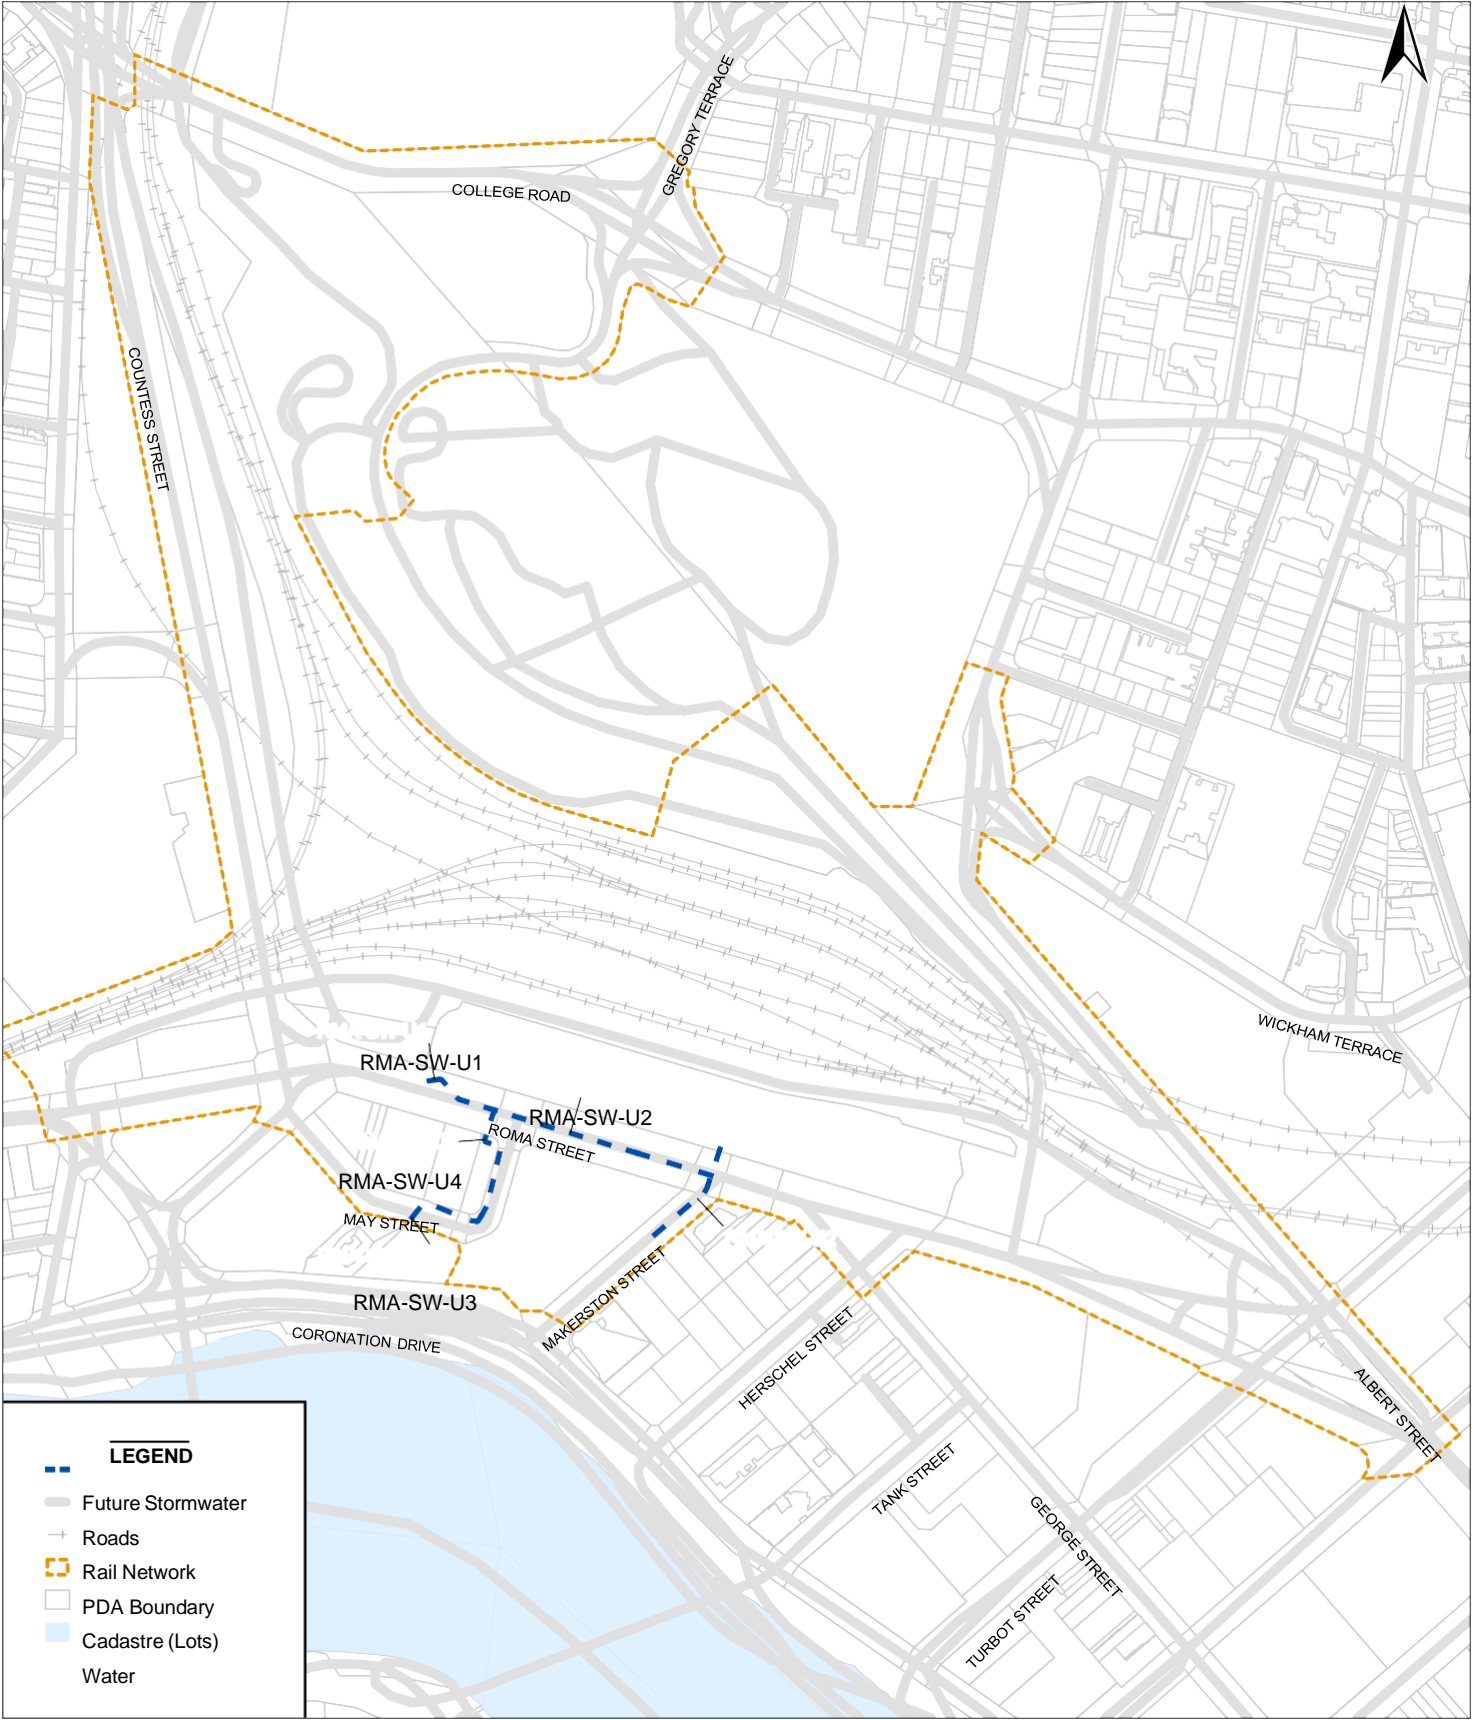 GREGORY TERRACE
COLLEGE ROAD
COUNTESS STREET
WICKHAM TERRACE
RMA-SW-U1
RMA-SW-U2
ROMA STREET
RMA-SW-U4
MAY STREET
RMA-SW-U3
MAKERSTON STREET
CORONATION DRIVE
HERSCHEL STREET
ALBERT STREET
TANK STREET
GEORGE STREET
TURBOT STREET
LEGEND
Future Stormwater
Roads
Rail Network
PDA Boundary
Cadastre (Lots)
Water